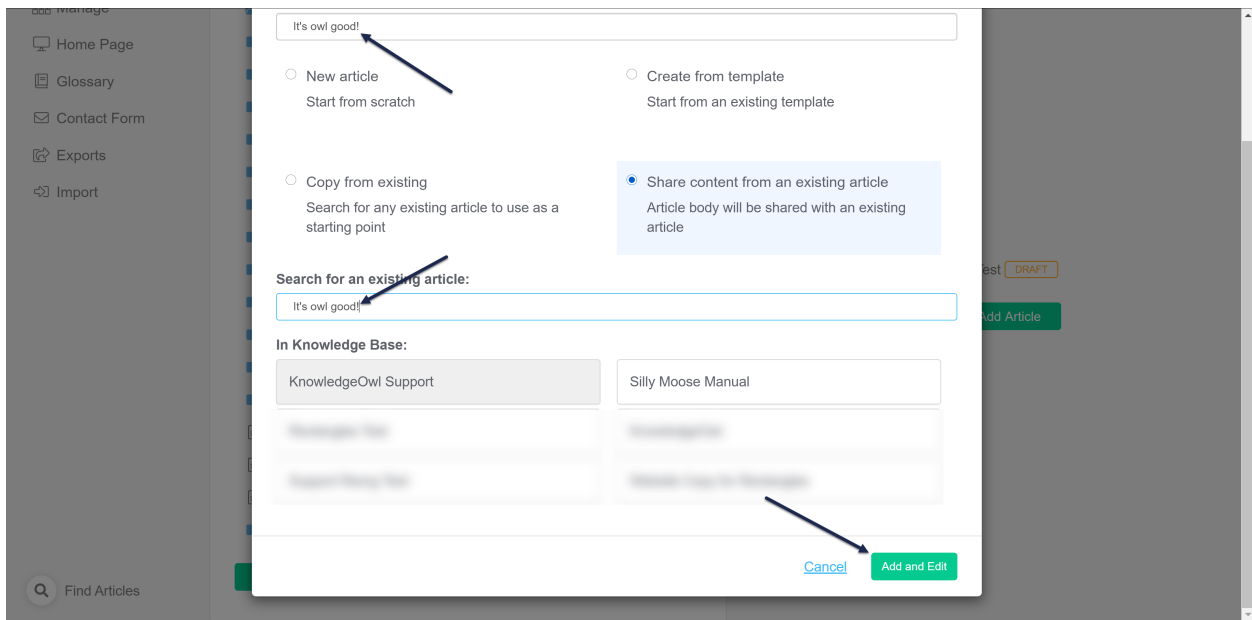 Manage
Home Page
Glossary
Contact Form
Exports
Import
Find Articles
It's owl good!
New article
Start from scratch
Create from template
Start from an existing template
Copy from existing
Search for any existing article to use as a
starting point
Share content from an existing article
Article body will be shared with an existing
article
Search for an existing article:
It's owl good!
In Knowledge Base:
KnowledgeOwl Support
Silly Moose Manual
Cancel
Add and Edit
DRAFT
Add Article